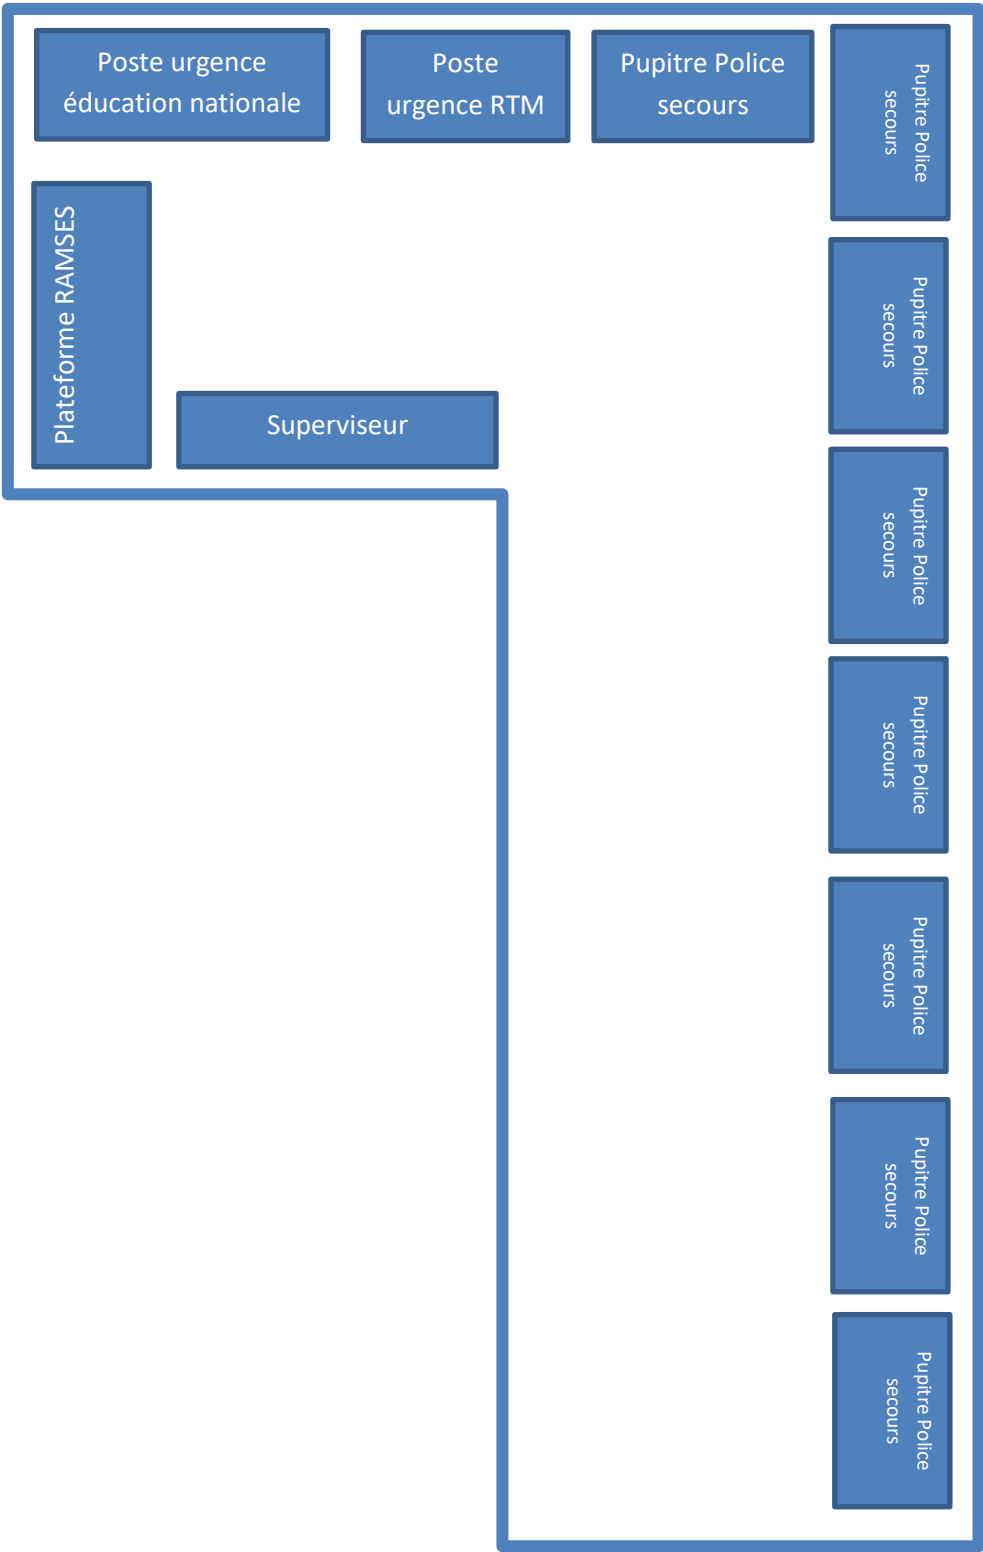 Poste urgence
éducation nationale
Poste
urgence RTM
Pupitre Police
secours
Pupitre Police
secours
Plateforme RAMSES
Superviseur
Pupitre Police
secours
Pupitre Police
secours
Pupitre Police
secours
Pupitre Police
secours
Pupitre Police
secours
Pupitre Police
secours